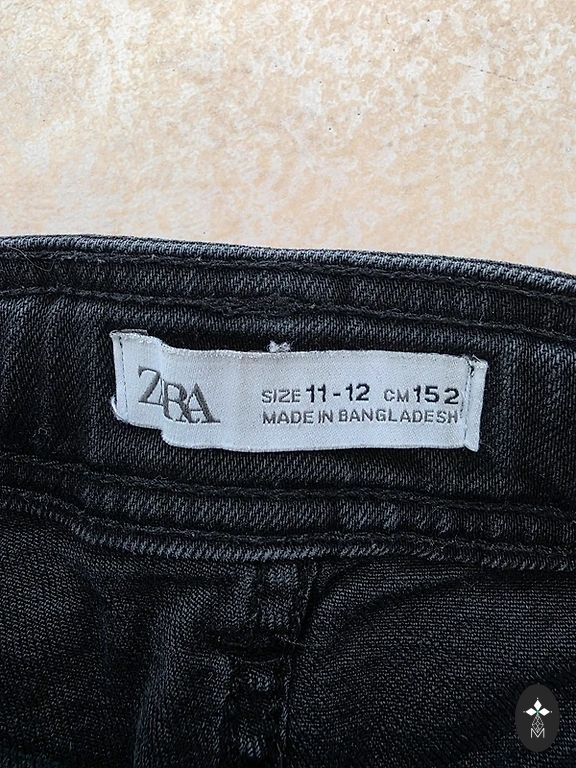 ZARA
SIZE 11-12 CM 152
MADE IN BANGLADESH
M